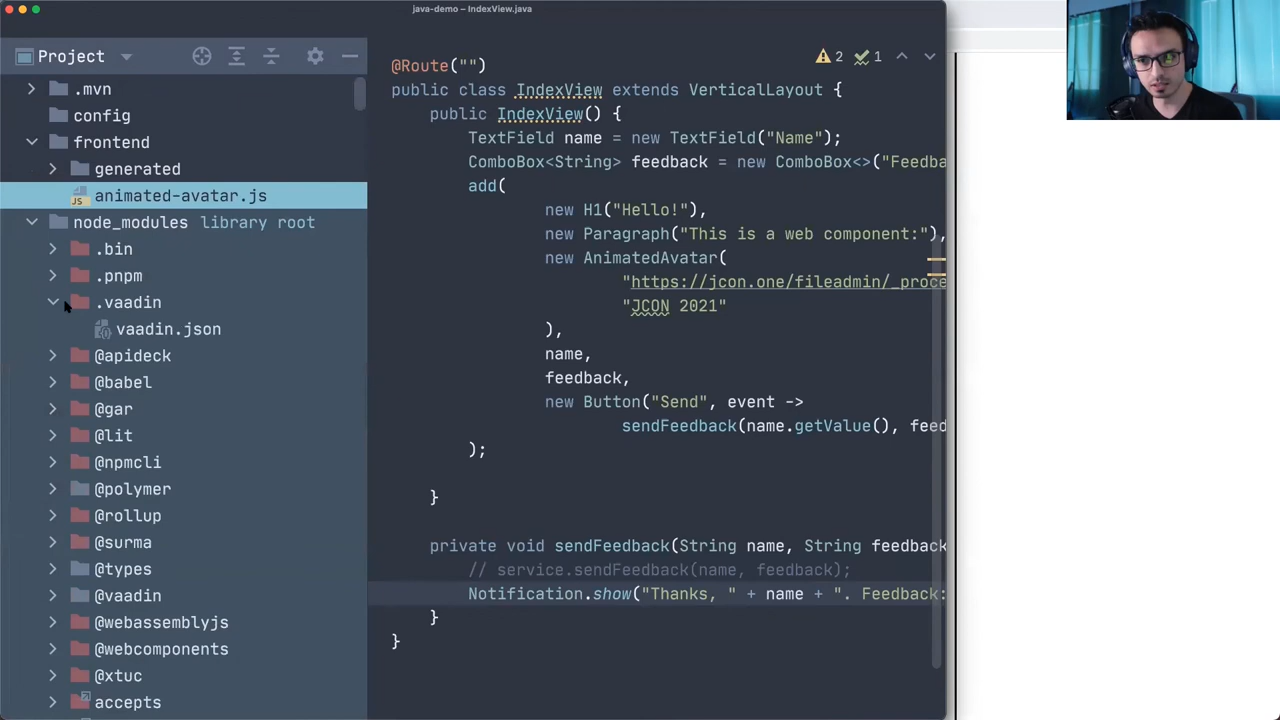 java-demo – IndexView.java
Project
.mvn
config
frontend
generated
JS animated-avatar.js
node_modules library root
.bin
.pnpm
.vaadin
vaadin.json
@apideck
@babel
@gar
@lit
@npmcli
@polymer
@rollup
@surma
@types
@vaadin
@webassemblyjs
@webcomponents
@xtuc
accepts
2 1
@Route("")
public class IndexView extends VerticalLayout {
public IndexView() {
TextField name = new TextField("Name");
ComboBox<String> feedback = new ComboBox<>("Feedba
add(
new H1("Hello!"),
new Paragraph("This is a web component:"),
new AnimatedAvatar(
"https://jcon.one/fileadmin/_proce
"JCON 2021"
),
name,
feedback,
new Button("Send", event ->
sendFeedback(name.getValue(), feed
);
}
private void sendFeedback(String name, String feedback
// service.sendFeedback(name, feedback);
Notification.show("Thanks, " + name + ". Feedback:
}
}